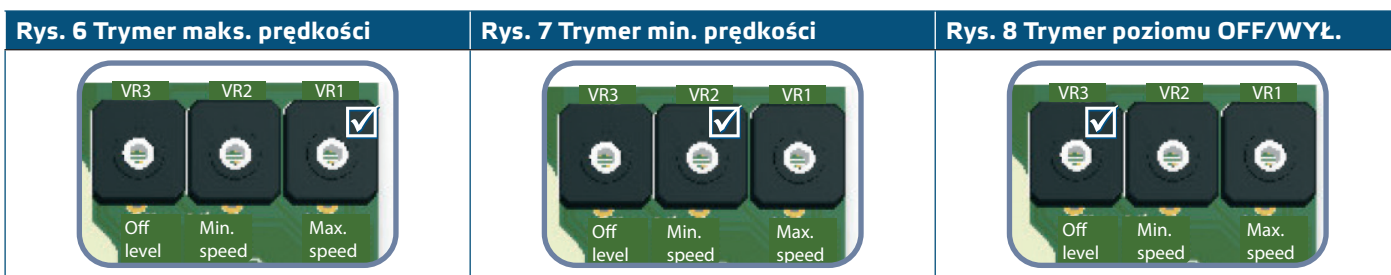 Rys. 6 Trymer maks. prędkości
VR3 VR2 VR1
Off level Min. speed Max. speed
Rys. 7 Trymer min. prędkości
VR3 VR2 VR1
Off level Min. speed Max. speed
Rys. 8 Trymer poziomu OFF/WYŁ.
VR3 VR2 VR1
Off level Min. speed Max. speed